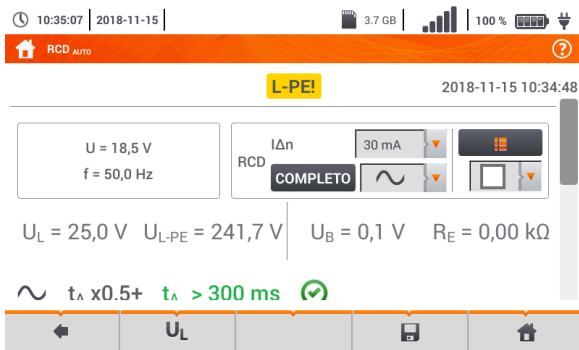 10:35:07 2018-11-15 3.7 GB 100 %
RCD AUTO ?
L-PE! 2018-11-15 10:34:48
U = 18,5 V
f = 50,0 Hz
RCD
IΔn 30 mA
COMPLETO
UL = 25,0 V UL-PE = 241,7 V UB = 0,1 V RE = 0,00 kΩ
tA x0.5+ tA > 300 ms
UL